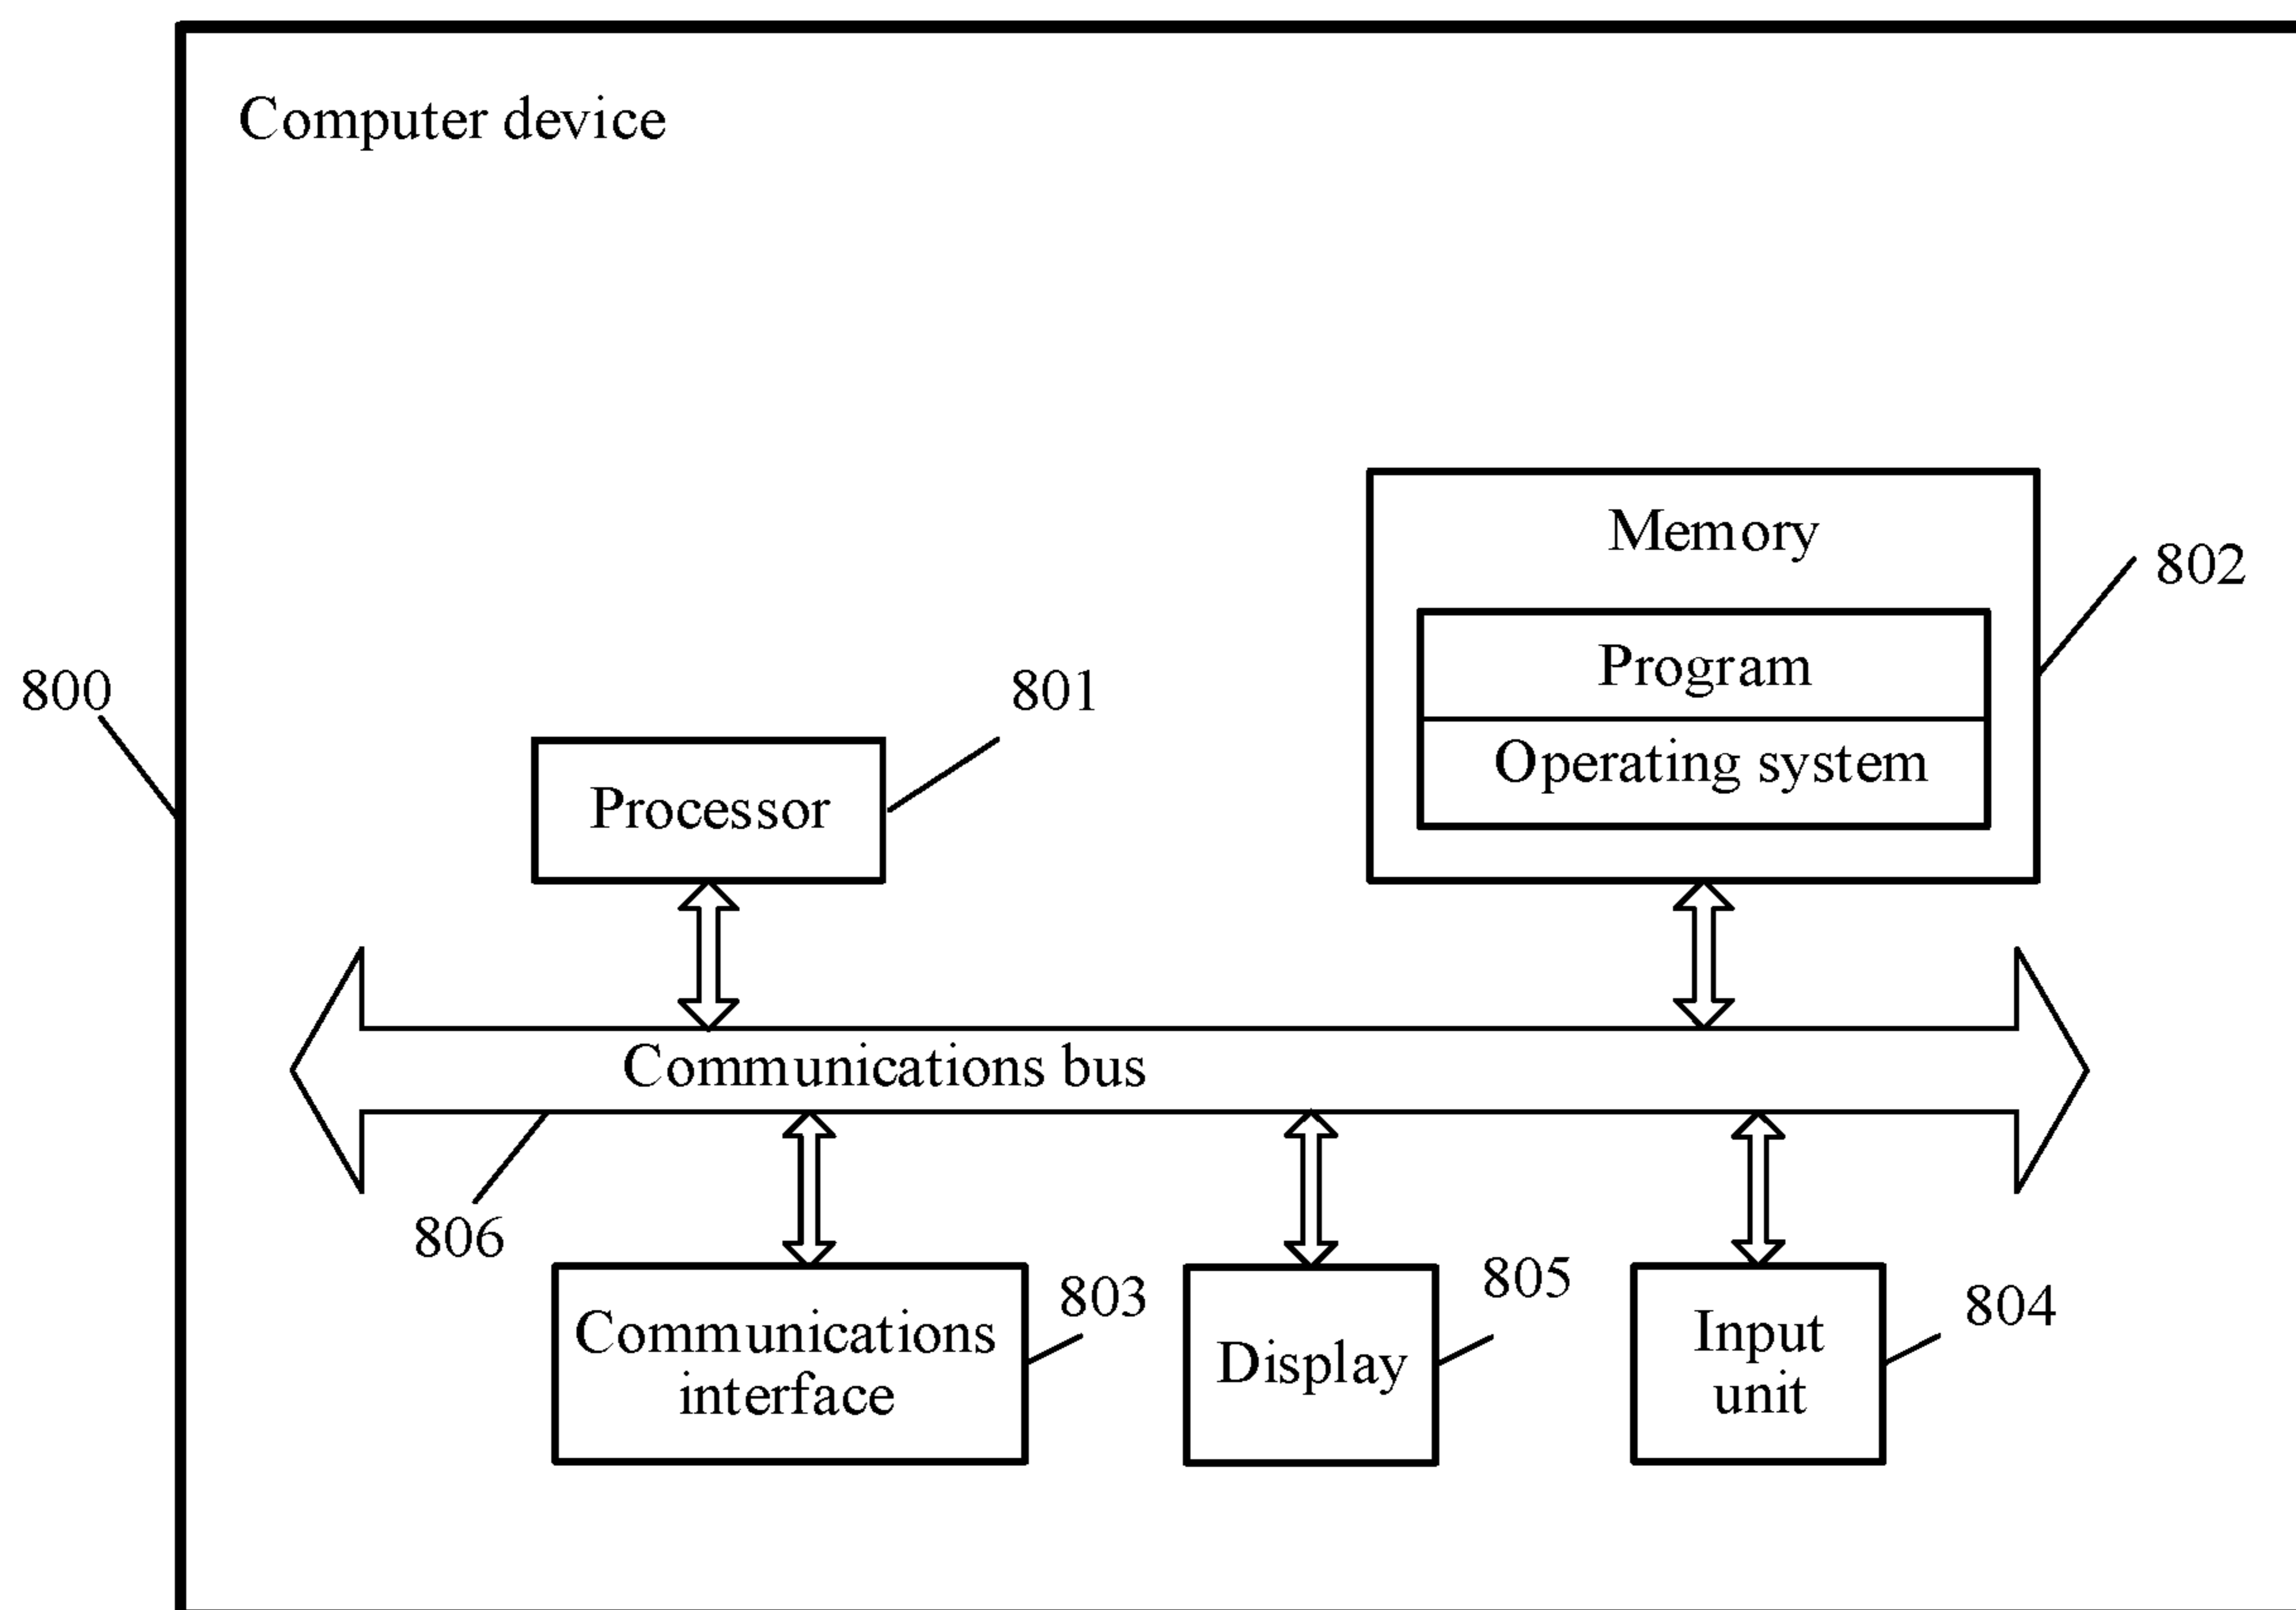 Computer device
Memory
802
Program
800
801
Operating system
Processor
Communications bus
806
803
805
804
Communications
interface
Display
Input
unit